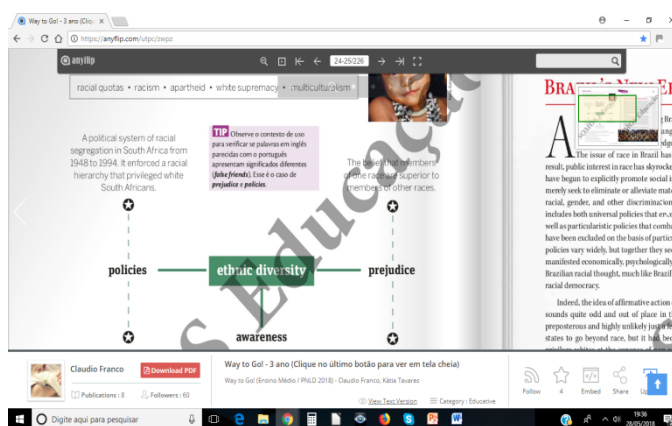 Way to Go! - 3 ano (Cliq
https://anyflip.com/utpc/zwpz
anyflip
24-25/226
racial quotas • racism • apartheid • white supremacy • multiculturalism
A political system of racial
segregation in South Africa from
1948 to 1994. It enforced a racial
hierarchy that privileged white
South Africans.
TIP Observe o contexto de uso
para verificar se palavras em inglês
parecidas com o português
apresentam significados diferentes
(false friends). Esse é o caso de
prejudice e policies.
The belief that members
of one race are superior to
members of other races.
policies
ethnic diversity
prejudice
awareness
S Educação
BRAZIL'S NEW
A
The issue of race in Brazil has
result, public interest in race has skyrocke
have begun to explicitly promote social i
merely seek to eliminate or alleviate mate
racial, gender, and other discrimination
includes both universal policies that
well as particularistic policies that comba
have been excluded on the basis of partic
policies vary widely, but together they see
manifested economically, psychologically
Brazilian racial thought, much like Brazil
racial democracy.
Indeed, the idea of affirmative action
sounds quite odd and out of place in t
preposterous and highly unlikely just a fe
states to go beyond race, but it had be
Claudio Franco
Download PDF
Publications : 8
Followers : 60
Way to Go! - 3 ano (Clique no último botão para ver em tela cheia)
Way to Go! (Ensino Médio / PNLD 2018) - Claudio Franco, Kátia Tavares
View Text Version
Category : Educative
Follow
4
Embed
Share
Digite aqui para pesquisar
19:36
28/05/2018